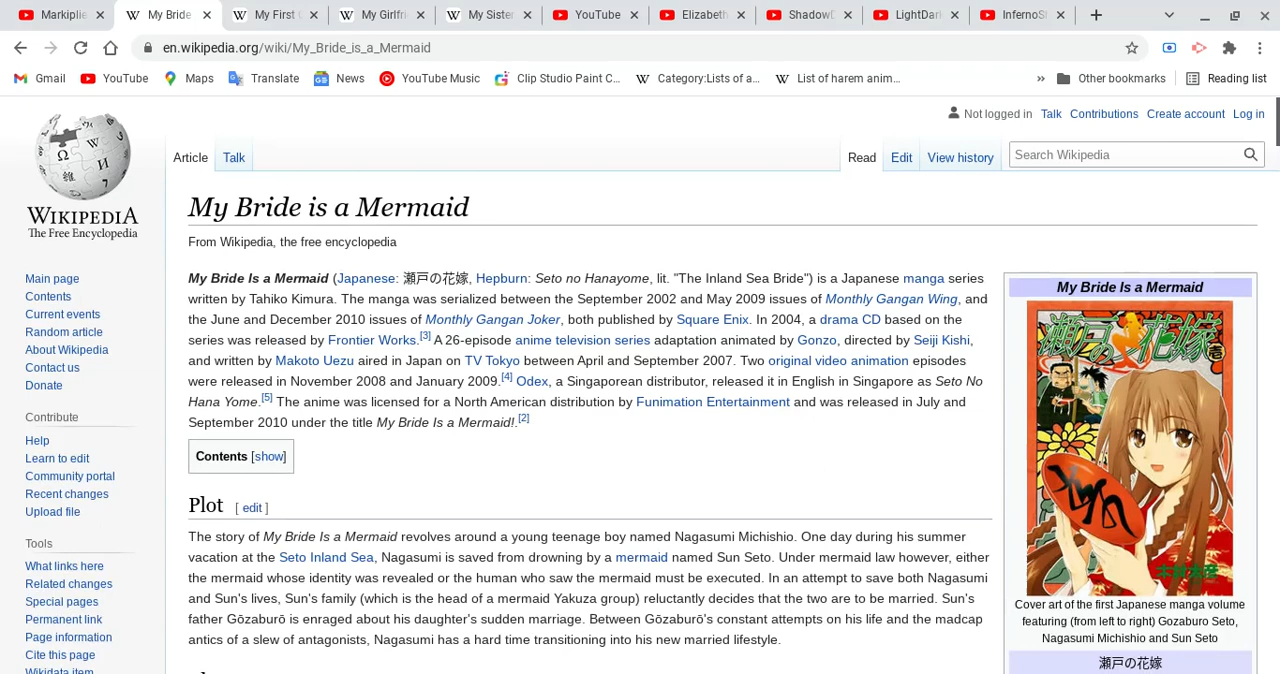 Markiplie
My Bride
My First G
My Girlfri
My Sister
YouTube
Elizabeth
ShadowD
LightDark
InfernoSh
en.wikipedia.org/wiki/My_Bride_is_a_Mermaid
Gmail
YouTube
Maps
Translate
News
YouTube Music
Clip Studio Paint C...
Category:Lists of a...
List of harem anim...
»
Other bookmarks
Reading list
Not logged in Talk Contributions Create account Log in
Article Talk
Read Edit View history
Search Wikipedia
WIKIPEDIA
The Free Encyclopedia
Main page
Contents
Current events
Random article
About Wikipedia
Contact us
Donate
Contribute
Help
Learn to edit
Community portal
Recent changes
Upload file
Tools
What links here
Related changes
Special pages
Permanent link
Page information
Cite this page
Wikidata item
My Bride is a Mermaid
From Wikipedia, the free encyclopedia
My Bride Is a Mermaid (Japanese: 瀬戸の花嫁, Hepburn: Seto no Hanayome, lit. "The Inland Sea Bride") is a Japanese manga series
written by Tahiko Kimura. The manga was serialized between the September 2002 and May 2009 issues of Monthly Gangan Wing, and
the June and December 2010 issues of Monthly Gangan Joker, both published by Square Enix. In 2004, a drama CD based on the
series was released by Frontier Works.[3] A 26-episode anime television series adaptation animated by Gonzo, directed by Seiji Kishi,
and written by Makoto Uezu aired in Japan on TV Tokyo between April and September 2007. Two original video animation episodes
were released in November 2008 and January 2009.[4] Odex, a Singaporean distributor, released it in English in Singapore as Seto No
Hana Yome.[5] The anime was licensed for a North American distribution by Funimation Entertainment and was released in July and
September 2010 under the title My Bride Is a Mermaid!.[2]
Contents [show]
Plot [ edit ]
The story of My Bride Is a Mermaid revolves around a young teenage boy named Nagasumi Michishio. One day during his summer
vacation at the Seto Inland Sea, Nagasumi is saved from drowning by a mermaid named Sun Seto. Under mermaid law however, either
the mermaid whose identity was revealed or the human who saw the mermaid must be executed. In an attempt to save both Nagasumi
and Sun's lives, Sun's family (which is the head of a mermaid Yakuza group) reluctantly decides that the two are to be married. Sun's
father Gōzaburō is enraged about his daughter's sudden marriage. Between Gōzaburō's constant attempts on his life and the madcap
antics of a slew of antagonists, Nagasumi has a hard time transitioning into his new married lifestyle.
My Bride Is a Mermaid
瀬戸の花嫁
壱
木村太彦
Cover art of the first Japanese manga volume
featuring (from left to right) Gozaburo Seto,
Nagasumi Michishio and Sun Seto
瀬戸の花嫁